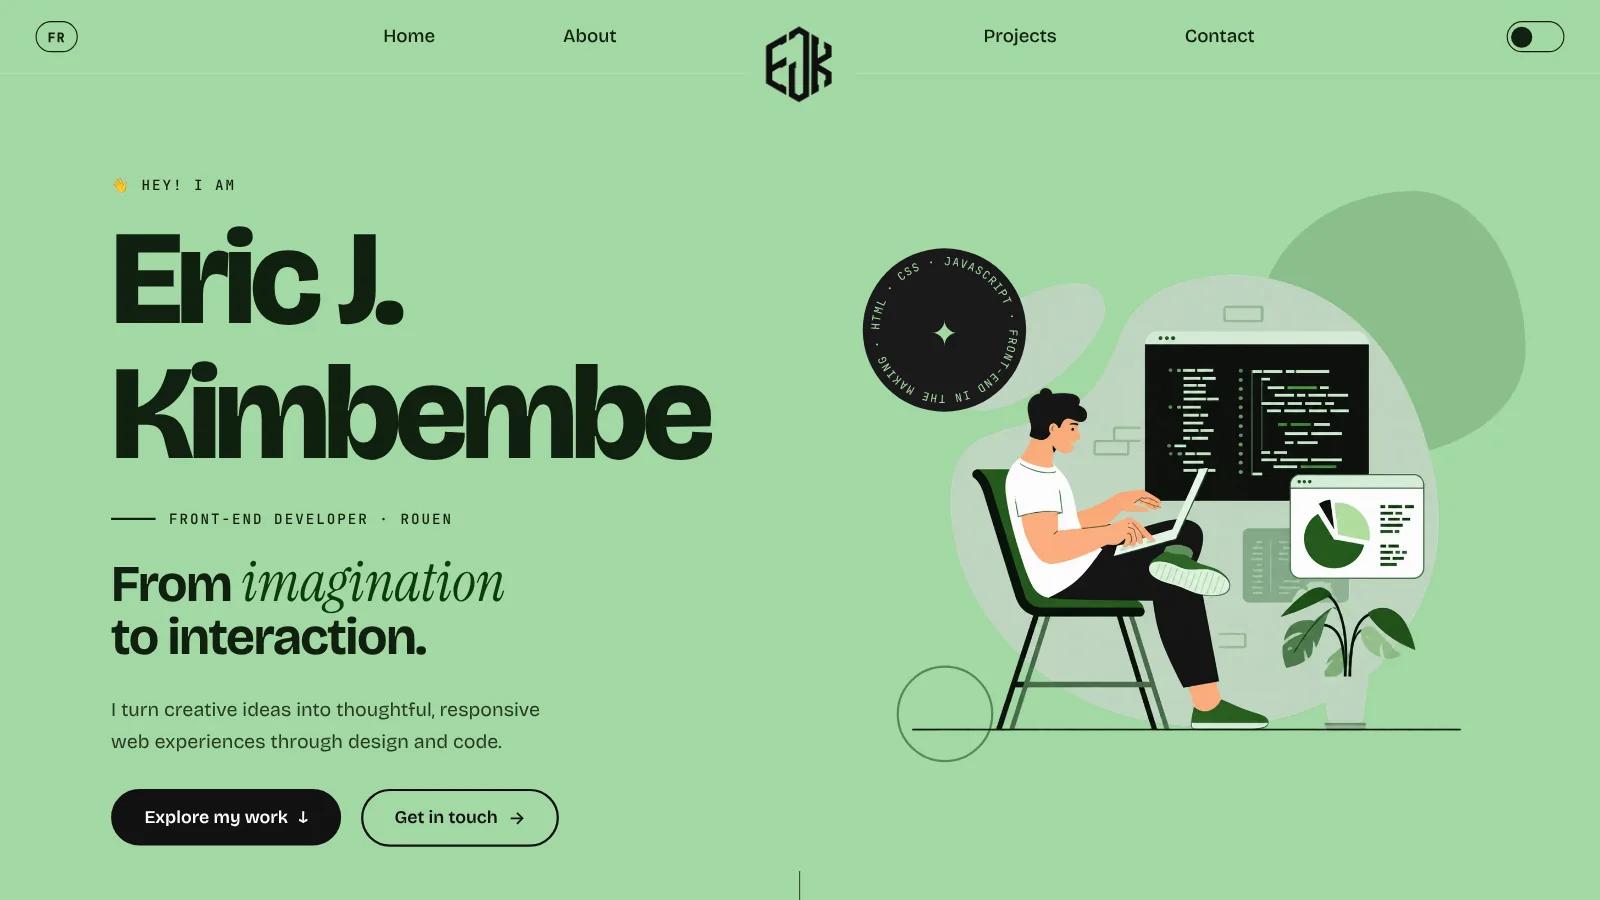 FR
Home
About
EJK
Projects
Contact
👋 HEY! I AM
Eric J.
Kimbembe
FRONT-END DEVELOPER · ROUEN
From imagination
to interaction.
I turn creative ideas into thoughtful, responsive
web experiences through design and code.
Explore my work ↓
Get in touch →
HTML · CSS · JAVASCRIPT · FRONT-END IN THE MAKING ·